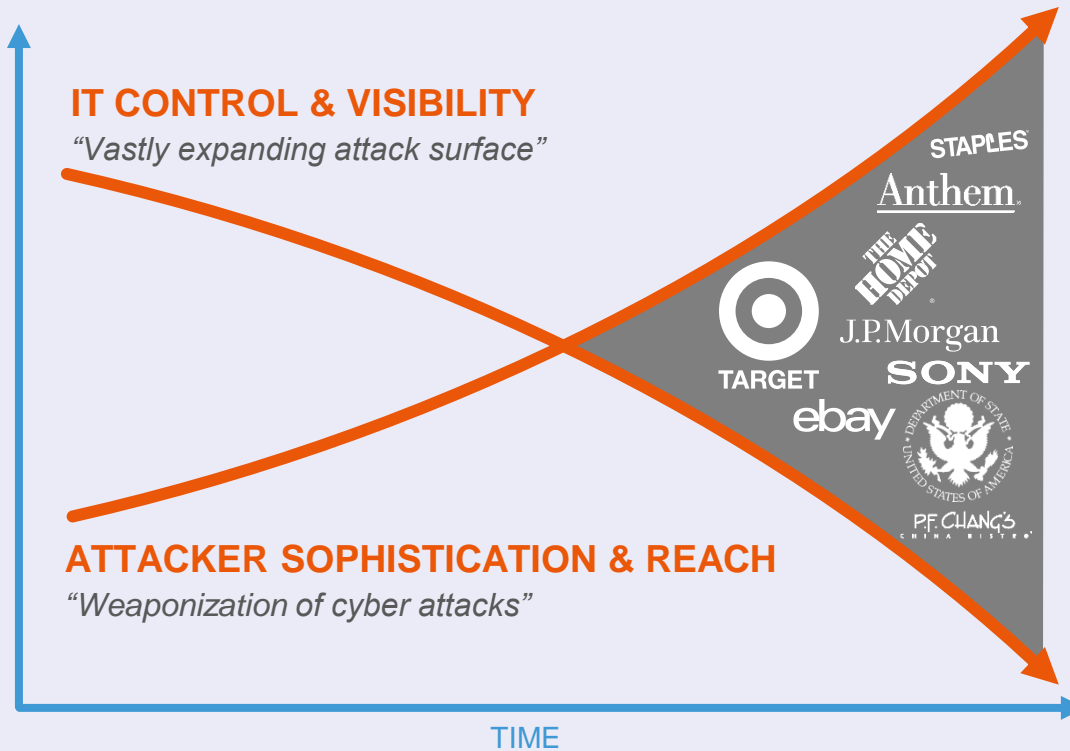 IT CONTROL & VISIBILITY
“Vastly expanding attack surface”
STAPLES
Anthem®
THE
HOME
DEPOT
®
J.P.Morgan
TARGET
SONY
ebay
DEPARTMENT OF STATE
UNITED STATES OF AMERICA
P.F. CHANG'S
CHINA BISTRO
ATTACKER SOPHISTICATION & REACH
“Weaponization of cyber attacks”
TIME